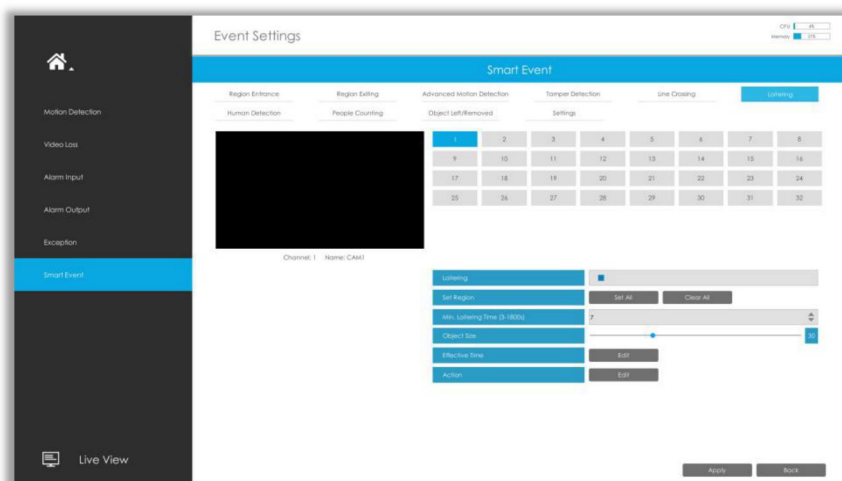 Event Settings
CPU
Memory
Smart Event
Region Entrance
Region Exiting
Advanced Motion Detection
Tamper Detection
Line Crossing
Loitering
Human Detection
People Counting
Object Left/Removed
Settings
Motion Detection
Video Loss
Alarm Input
Alarm Output
Exception
Smart Event
1 2 3 4 5 6 7 8
9 10 11 12 13 14 15 16
17 18 19 20 21 22 23 24
25 26 27 28 29 30 31 32
Channel: 1 Name: CAM1
Loitering
Set Region Set All Clear All
Min. Loitering Time (3-1800s) 7
Object Size 30
Effective Time Edit
Action Edit
Live View
Apply Back